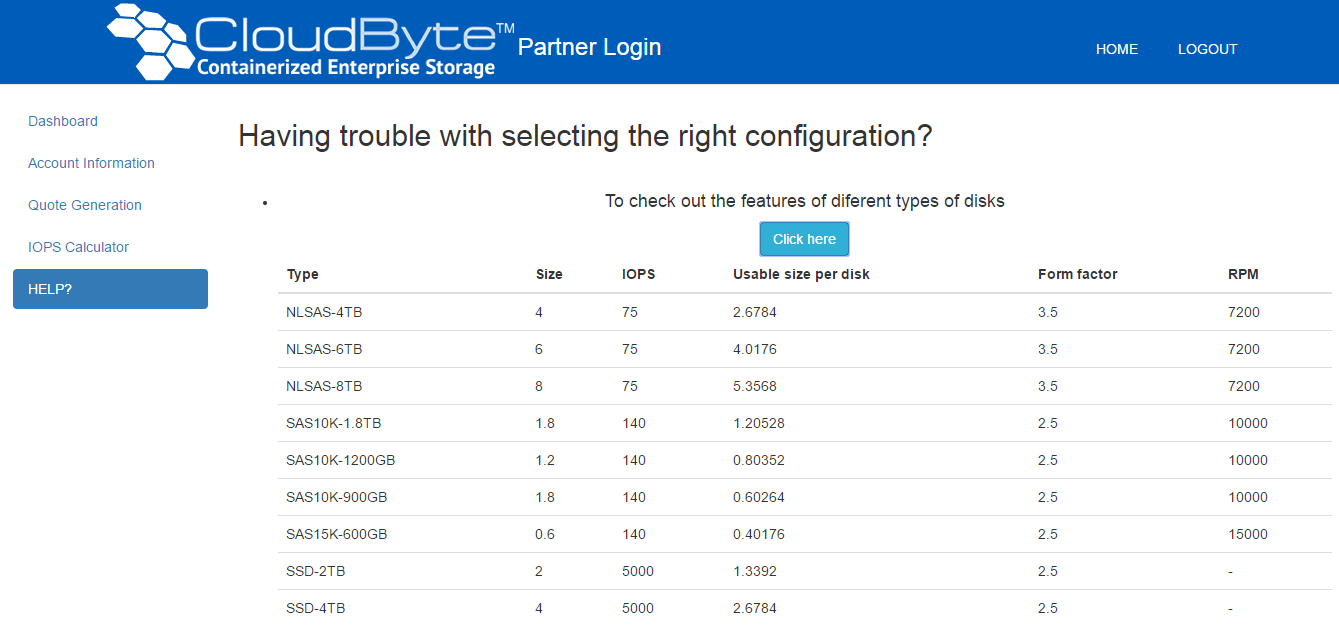 CloudByte™ Partner Login
Containerized Enterprise Storage
HOME LOGOUT
Dashboard
Account Information
Quote Generation
IOPS Calculator
HELP?
Having trouble with selecting the right configuration?
• To check out the features of diferent types of disks
Click here
Type Size IOPS Usable size per disk Form factor RPM
NLSAS-4TB 4 75 2.6784 3.5 7200
NLSAS-6TB 6 75 4.0176 3.5 7200
NLSAS-8TB 8 75 5.3568 3.5 7200
SAS10K-1.8TB 1.8 140 1.20528 2.5 10000
SAS10K-1200GB 1.2 140 0.80352 2.5 10000
SAS10K-900GB 1.8 140 0.60264 2.5 10000
SAS15K-600GB 0.6 140 0.40176 2.5 15000
SSD-2TB 2 5000 1.3392 2.5 -
SSD-4TB 4 5000 2.6784 2.5 -